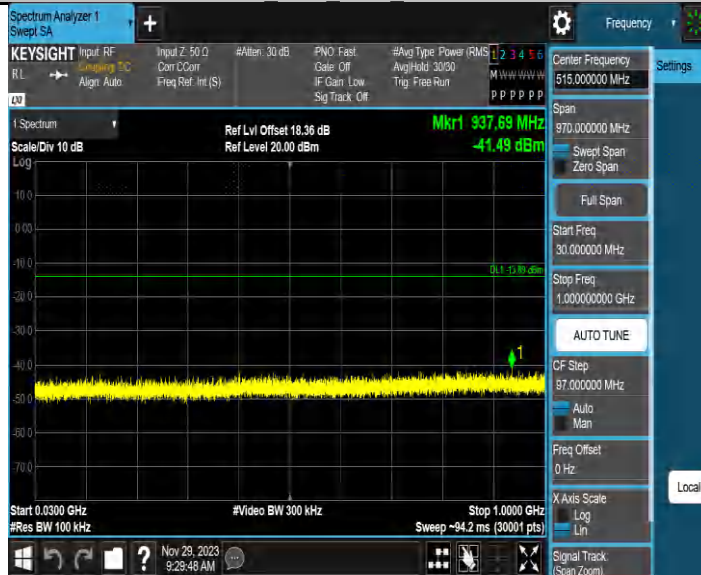 Spectrum Analyzer 1
Swept SA
Frequency
KEYSIGHT
RL
Input: RF
Coupling: DC
Align: Auto
Input Z: 50 Ω
Corr CCorr
Freq Ref: Int (S)
#Atten: 30 dB
PNO: Fast
Gate: Off
IF Gain: Low
Sig Track: Off
#Avg Type: Power (RMS
Avg|Hold: 30/30
Trig: Free Run
1 2 3 4 5 6
M W W W W W
P P P P P P
1 Spectrum
Scale/Div 10 dB
Log
Ref Lvl Offset 18.36 dB
Ref Level 20.00 dBm
Mkr1 937.69 MHz
-41.49 dBm
10.0
0.00
-10.0
-20.0
-30.0
-40.0
-50.0
-60.0
-70.0
1
Start 0.0300 GHz
#Res BW 100 kHz
#Video BW 300 kHz
Stop 1.0000 GHz
Sweep ~94.2 ms (30001 pts)
Nov 29, 2023
9:29:48 AM
Center Frequency
515.000000 MHz
Span
970.000000 MHz
Swept Span
Zero Span
Full Span
Start Freq
30.000000 MHz
Stop Freq
1.000000000 GHz
AUTO TUNE
CF Step
97.000000 MHz
Auto
Man
Freq Offset
0 Hz
X Axis Scale
Log
Lin
Signal Track
(Span Zoom)
Settings
Local